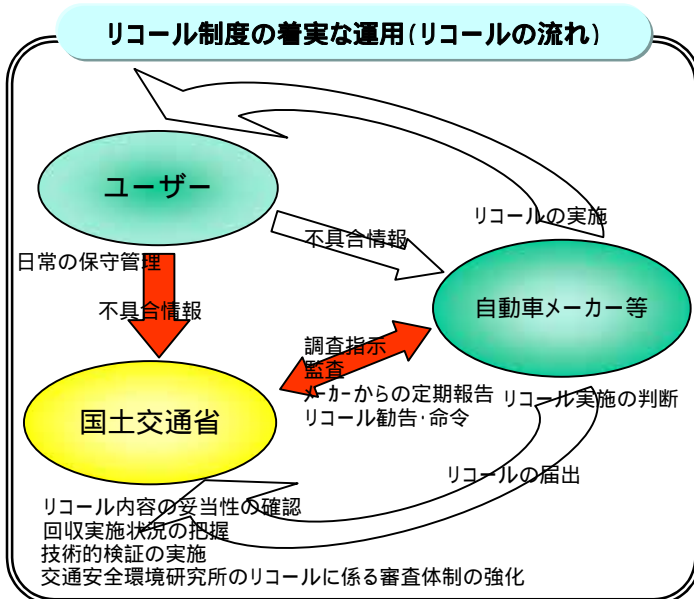 リコール制度の着実な運用(リコールの流れ)
ユーザー
リコールの実施
不具合情報
日常の保守管理
不具合情報
自動車メーカー等
調査指示
監査
メーカーからの定期報告
リコール勧告･命令
リコール実施の判断
国土交通省
リコールの届出
リコール内容の妥当性の確認
回収実施状況の把握
技術的検証の実施
交通安全環境研究所のリコールに係る審査体制の強化